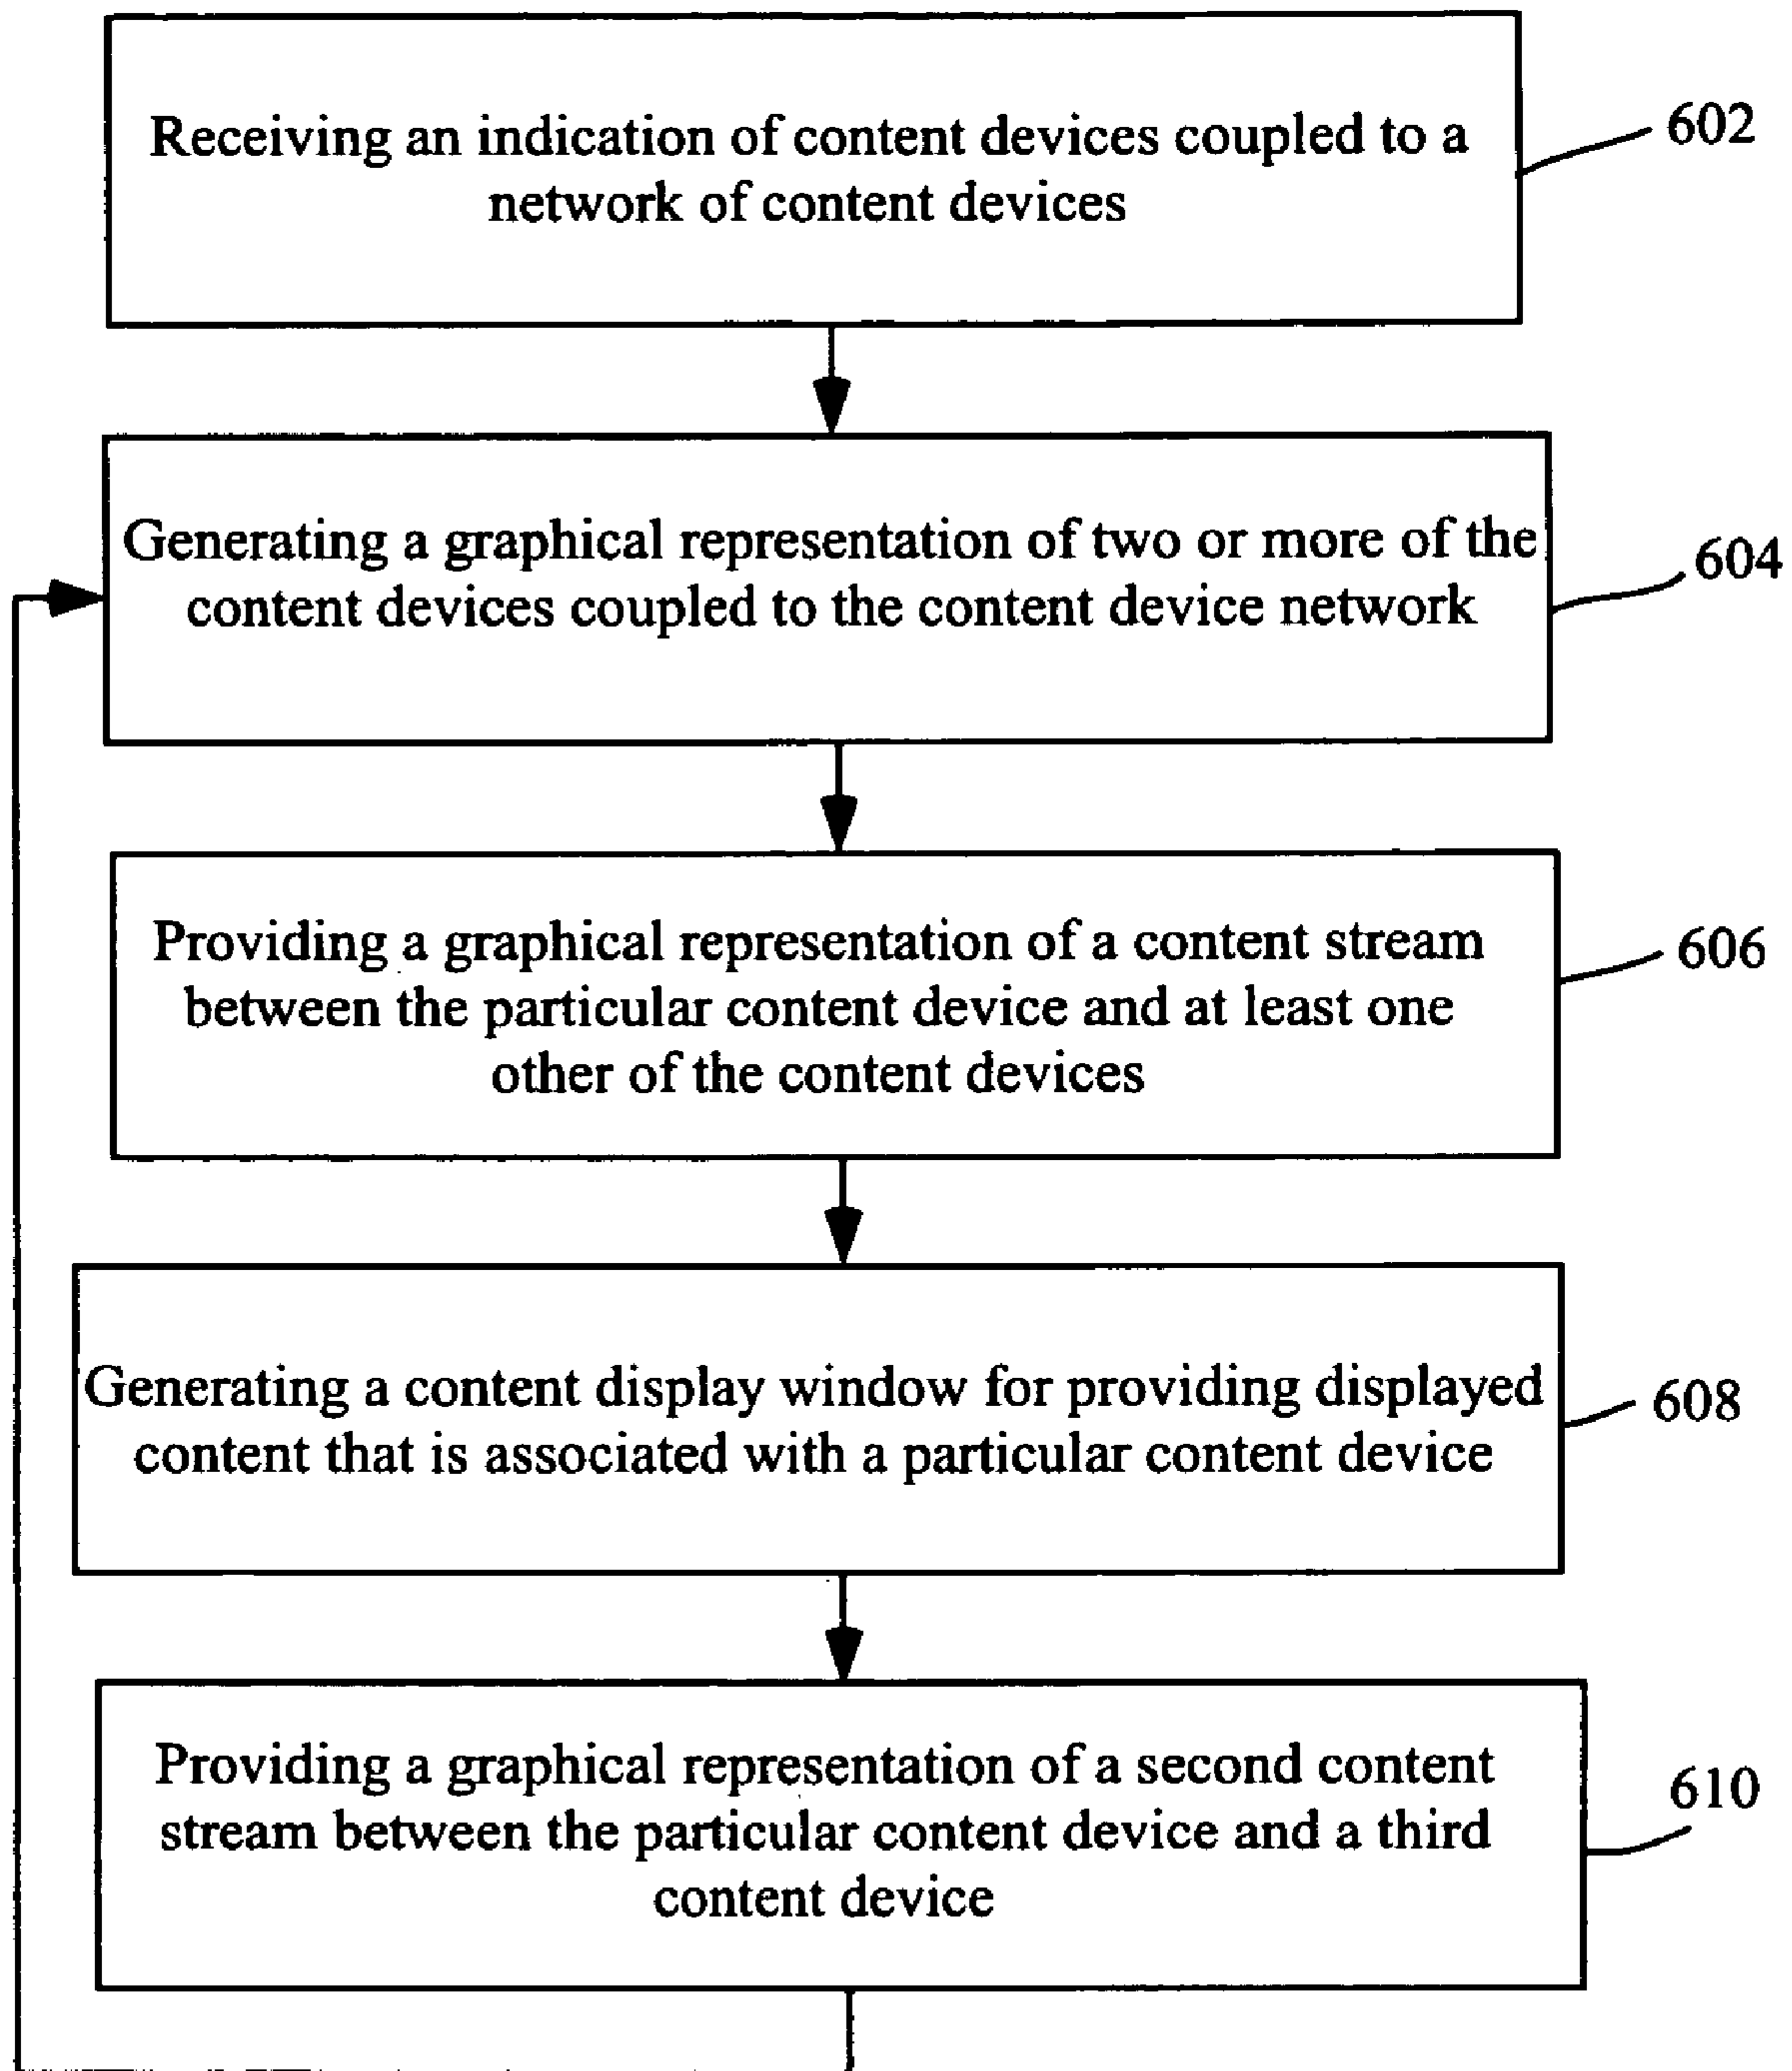 Receiving an indication of content devices coupled to a
network of content devices
602
Generating a graphical representation of two or more of the
content devices coupled to the content device network
604
Providing a graphical representation of a content stream
between the particular content device and at least one
other of the content devices
606
Generating a content display window for providing displayed
content that is associated with a particular content device
608
Providing a graphical representation of a second content
stream between the particular content device and a third
content device
610